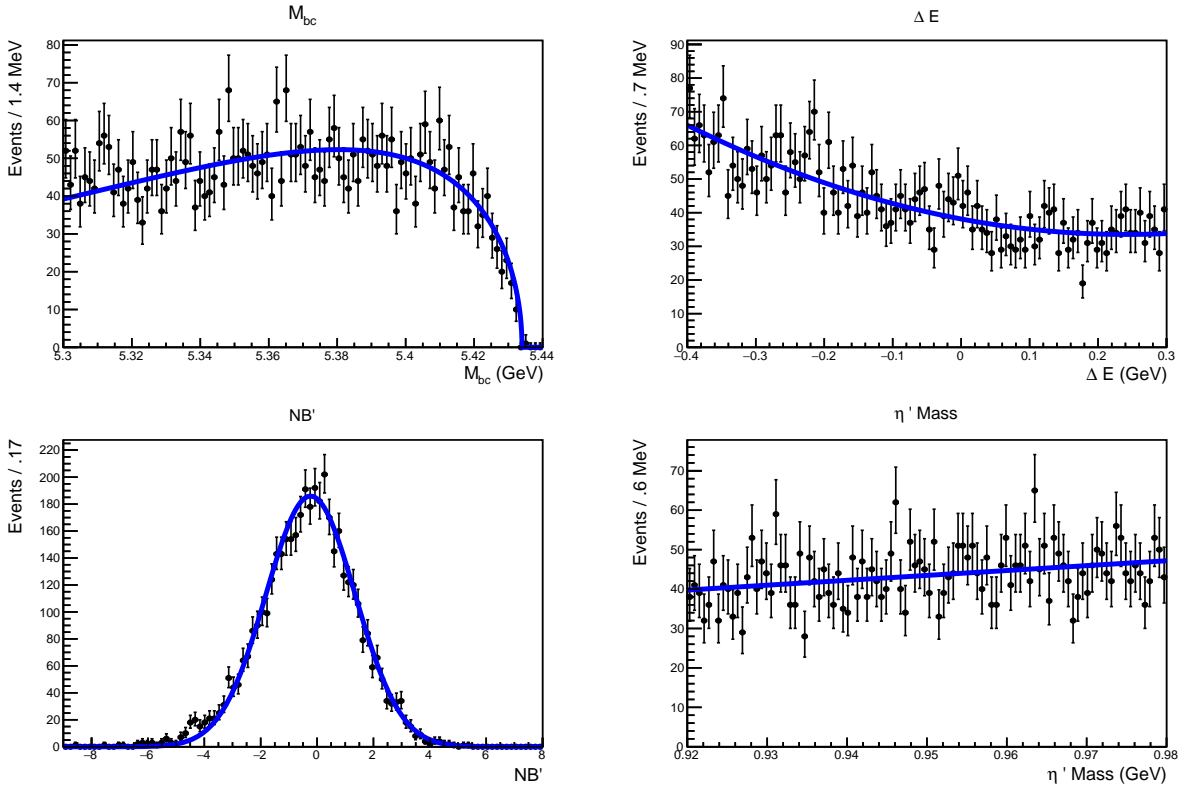 M_bc
Events / 1.4 MeV
80
70
60
50
40
30
20
10
0
5.3 5.32 5.34 5.36 5.38 5.4 5.42 5.44
M_bc (GeV)
Δ E
Events / .7 MeV
90
80
70
60
50
40
30
20
10
0
−0.4 −0.3 −0.2 −0.1 0 0.1 0.2 0.3
Δ E (GeV)
NB'
Events / .17
220
200
180
160
140
120
100
80
60
40
20
0
−8 −6 −4 −2 0 2 4 6 8
NB'
η ' Mass
Events / .6 MeV
70
60
50
40
30
20
10
0
0.92 0.93 0.94 0.95 0.96 0.97 0.98
η ' Mass (GeV)